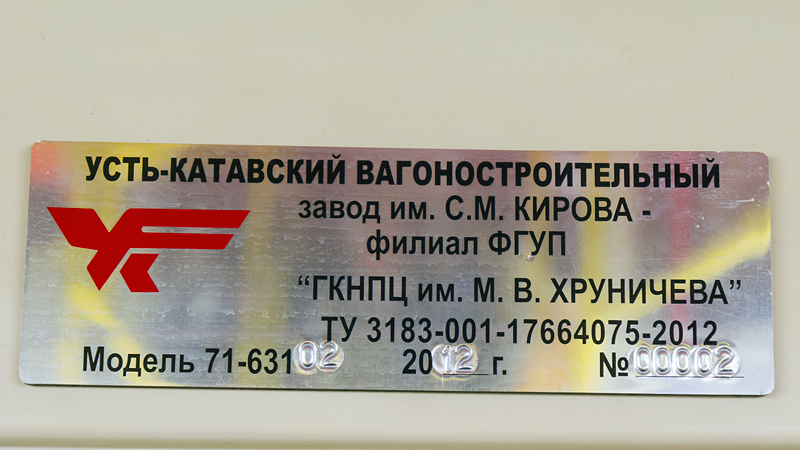 УСТЬ-КАТАВСКИЙ ВАГОНОСТРОИТЕЛЬНЫЙ
завод им. С.М. КИРОВА -
филиал ФГУП
“ГКНПЦ им. М. В. ХРУНИЧЕВА”
ТУ 3183-001-17664075-2012
Модель 71-63102 2012 г. №00002